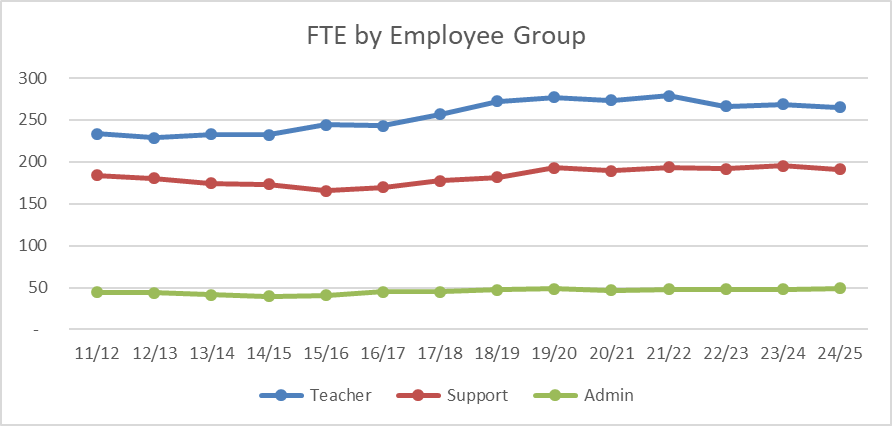 FTE by Employee Group
300
250
200
150
100
50
-
11/12 12/13 13/14 14/15 15/16 16/17 17/18 18/19 19/20 20/21 21/22 22/23 23/24 24/25
Teacher Support Admin